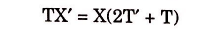 TX′ = X(2T′ + T)